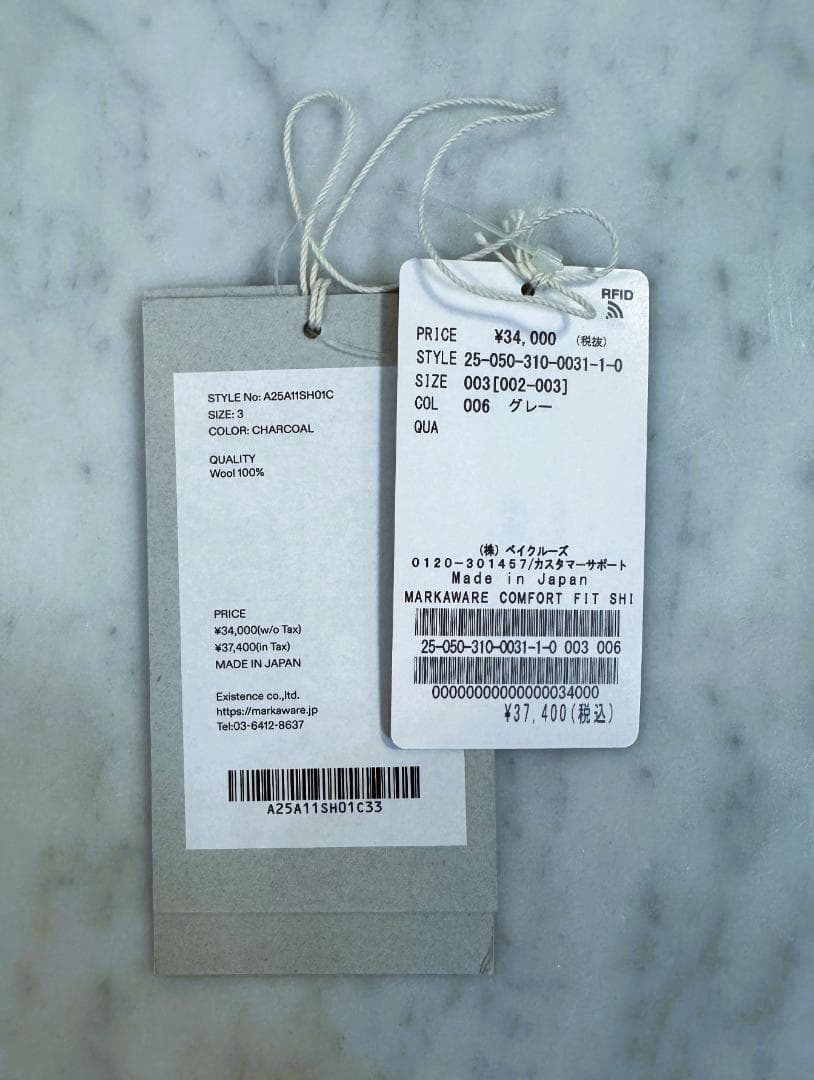 STYLE No: A25A11SH01C
SIZE: 3
COLOR: CHARCOAL
QUALITY
Wool 100%
PRICE
¥34,000(w/o Tax)
¥37,400(in Tax)
MADE IN JAPAN
Existence co.,ltd.
https://markaware.jp
Tel:03-6412-8637
A25A11SH01C33
RFID
PRICE ¥34,000 (税抜)
STYLE 25-050-310-0031-1-0
SIZE 003[002-003]
COL 006 グレー
QUA
(株) ベイクルーズ
0120-301457/カスタマーサポート
Made in Japan
MARKAWARE COMFORT FIT SHI
25-050-310-0031-1-0 003 006
00000000000000034000
¥37,400(税込)